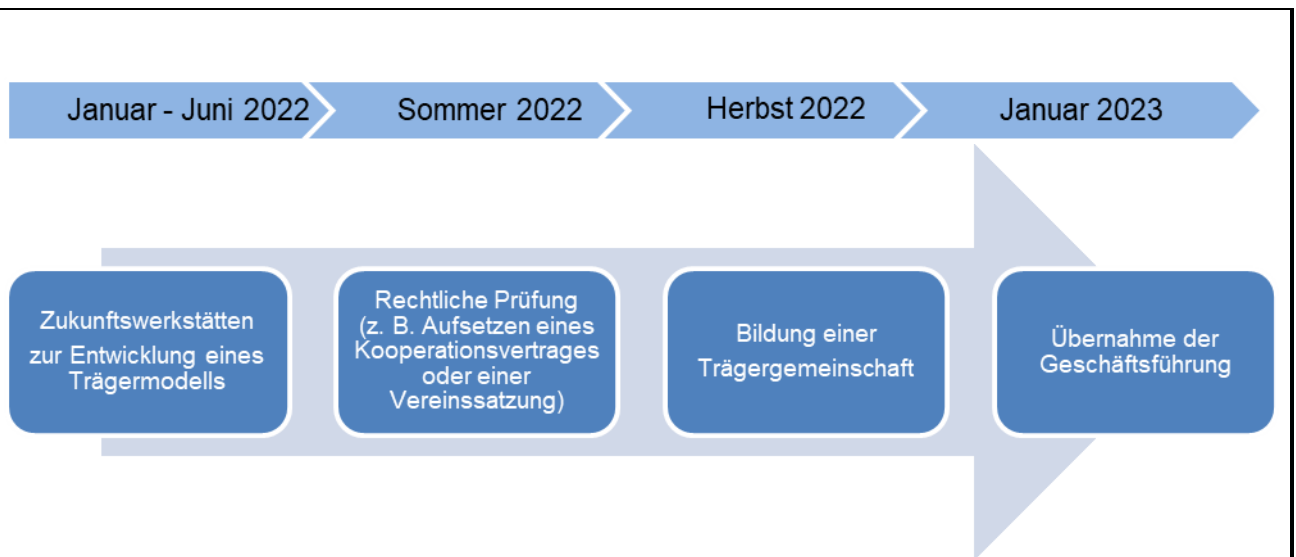 Januar - Juni 2022
Sommer 2022
Herbst 2022
Januar 2023
Zukunftswerkstätten
zur Entwicklung eines
Trägermodells
Rechtliche Prüfung
(z. B. Aufsetzen eines
Kooperationsvertrages
oder einer
Vereinssatzung)
Bildung einer
Trägergemeinschaft
Übernahme der
Geschäftsführung